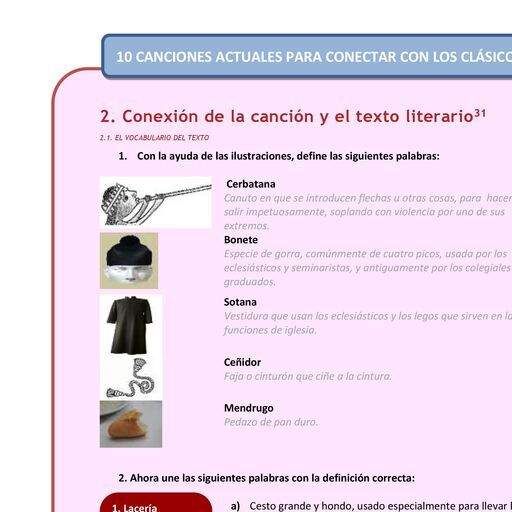 10 CANCIONES ACTUALES PARA CONECTAR CON LOS CLÁSICO
2. Conexión de la canción y el texto literario31
2.1. EL VOCABULARIO DEL TEXTO
1. Con la ayuda de las ilustraciones, define las siguientes palabras:
Cerbatana
Canuto en que se introducen flechas u otras cosas, para hacer
salir impetuosamente, soplando con violencia por uno de sus
extremos.
Bonete
Especie de gorra, comúnmente de cuatro picos, usada por los
eclesiásticos y seminaristas, y antiguamente por los colegiales
graduados.
Sotana
Vestidura que usan los eclesiásticos y los legos que sirven en la
funciones de iglesia.
Ceñidor
Faja o cinturón que ciñe a la cintura.
Mendrugo
Pedazo de pan duro.
2. Ahora une las siguientes palabras con la definición correcta:
1. Lacería
a) Cesto grande y hondo, usado especialmente para llevar l